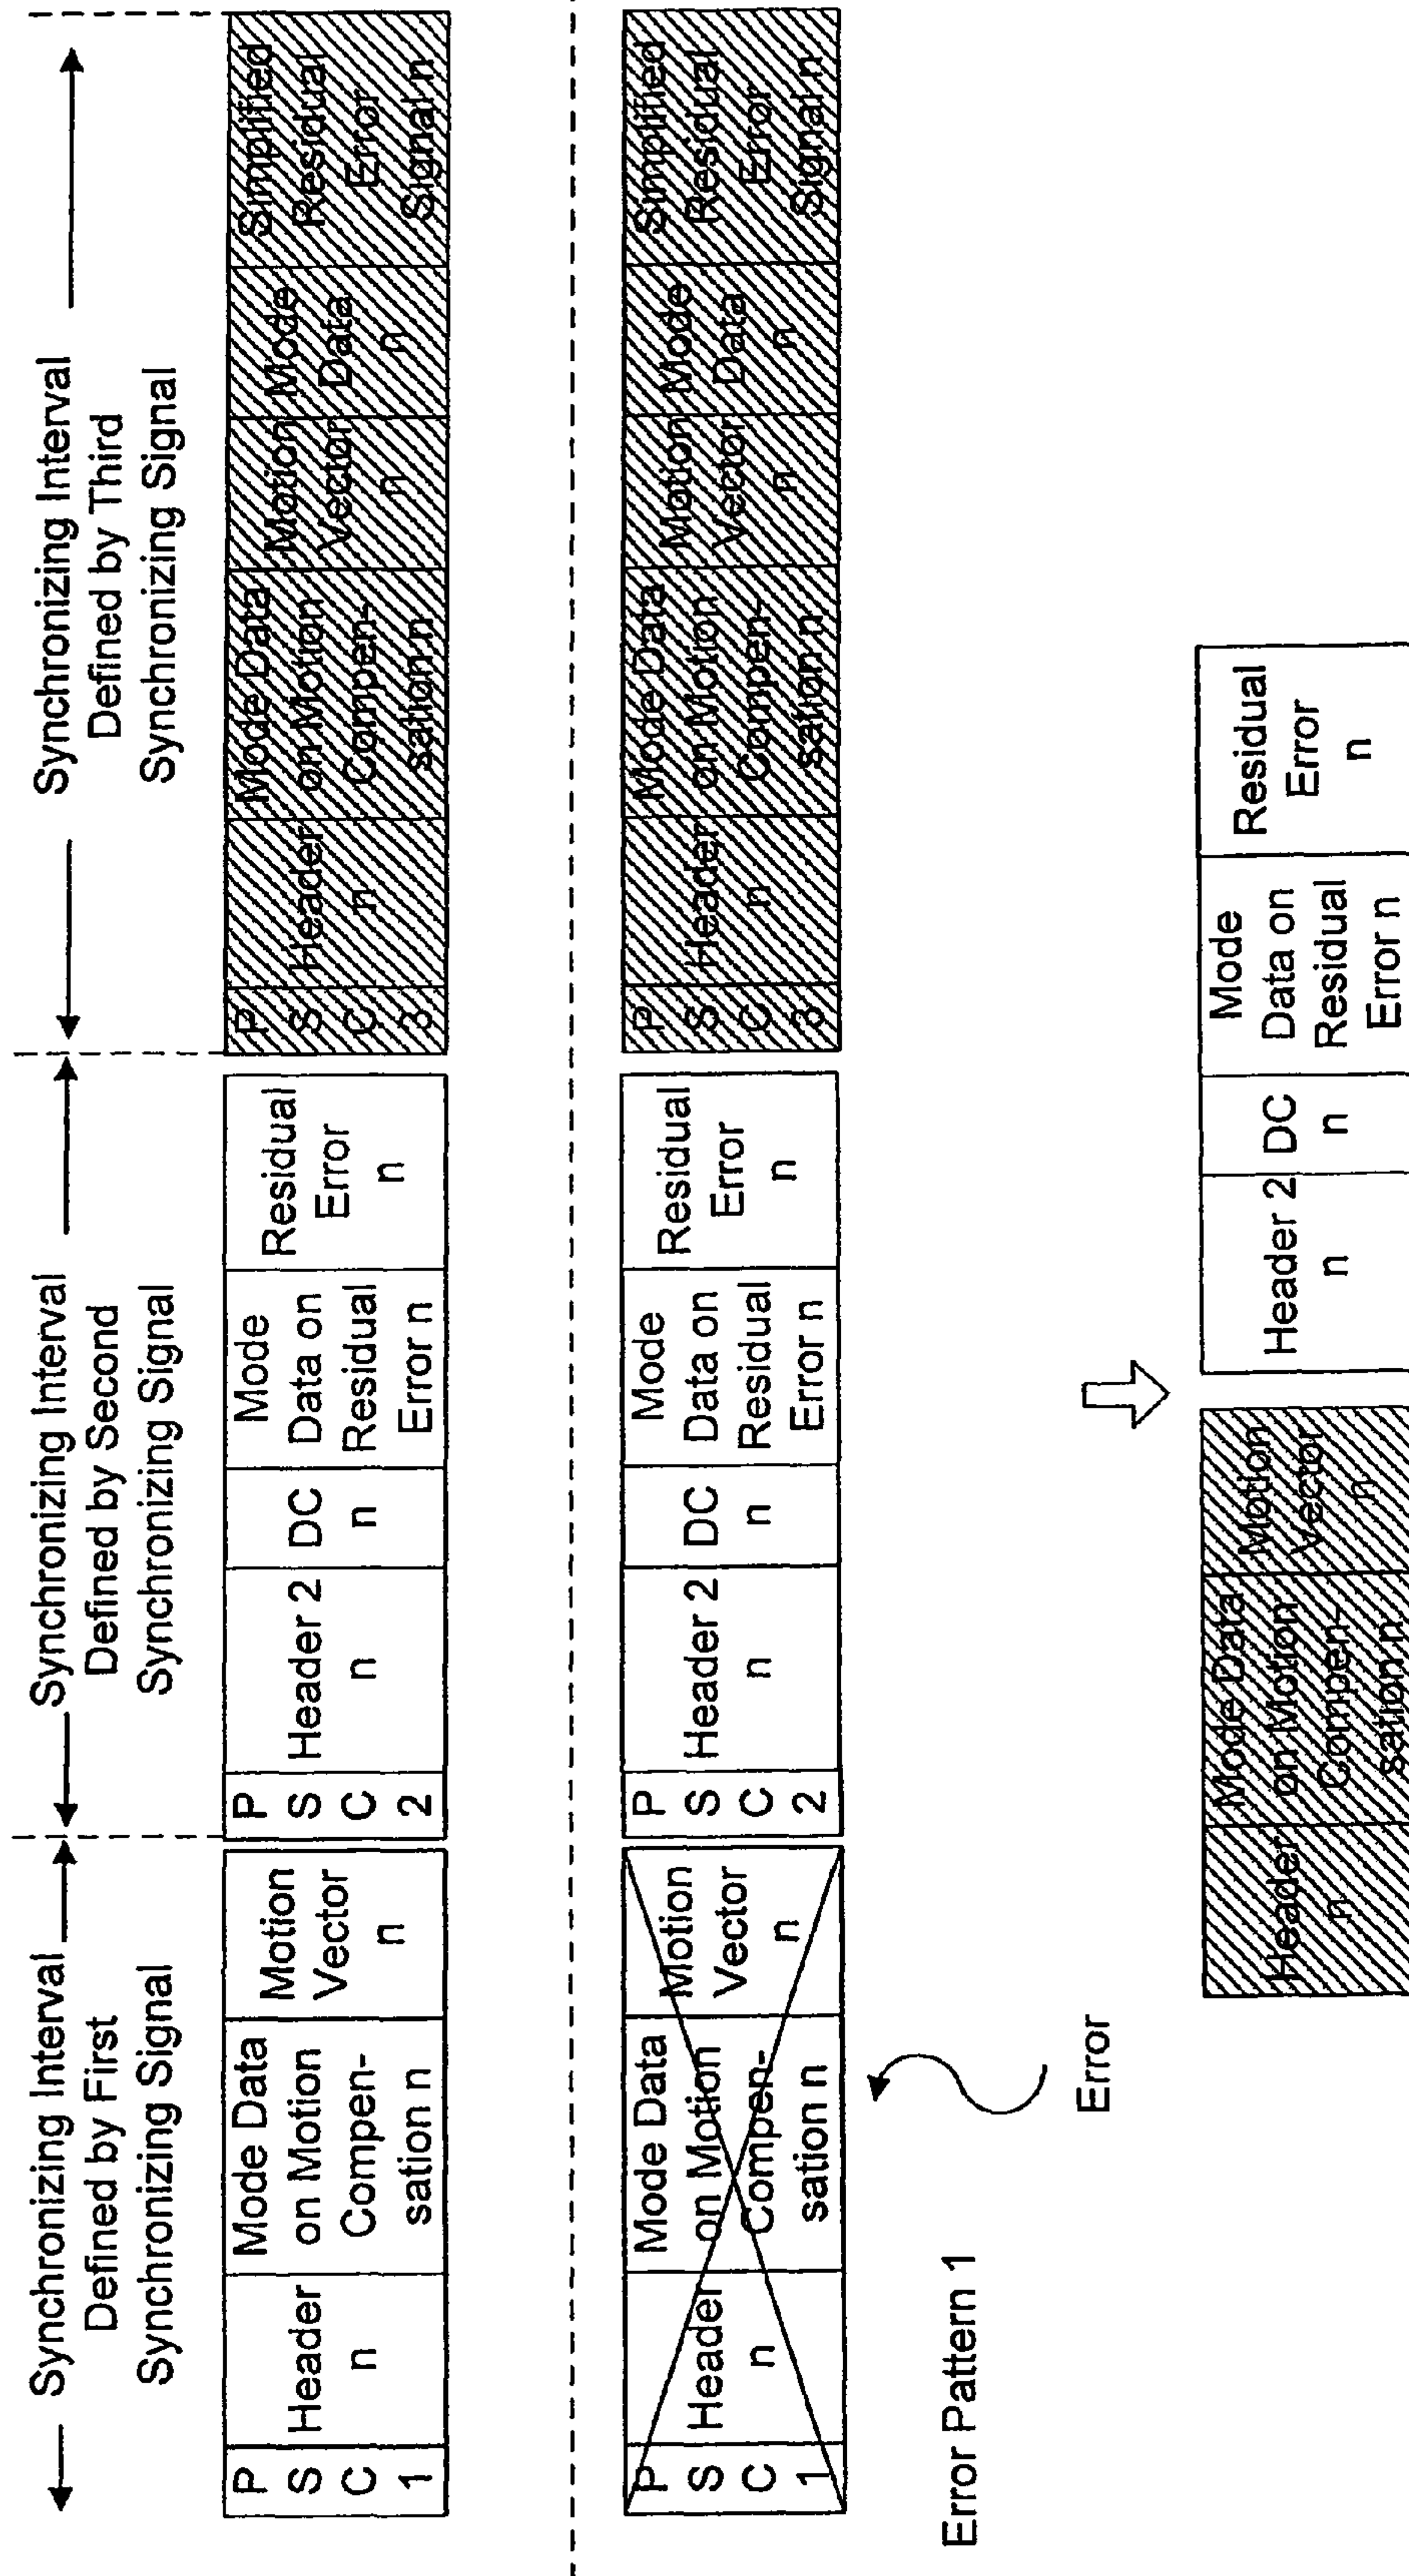 Synchronizing Interval
Defined by First
Synchronizing Signal
Synchronizing Interval
Defined by Second
Synchronizing Signal
Synchronizing Interval
Defined by Third
Synchronizing Signal
P
S
C
1
Header
n
Mode Data
on Motion
Compen-
sation n
Motion
Vector
n
P
S
C
2
Header 2
n
DC
n
Mode
Data on
Residual
Error n
Residual
Error
n
P
S
C
3
Header
n
Mode Data
on Motion
Compen-
sation n
Motion
Vector
n
Mode
Data
n
Simplified
Residual
Error
Signal n
P
S
C
1
Header
n
Mode Data
on Motion
Compen-
sation n
Motion
Vector
n
P
S
C
2
Header 2
n
DC
n
Mode
Data on
Residual
Error n
Residual
Error
n
P
S
C
3
Header
n
Mode Data
on Motion
Compen-
sation n
Motion
Vector
n
Mode
Data
n
Simplified
Residual
Error
Signal n
Error Pattern 1
Error
Header
n
Mode Data
on Motion
Compen-
sation n
Motion
Vector
n
Header 2
n
DC
n
Mode
Data on
Residual
Error n
Residual
Error
n